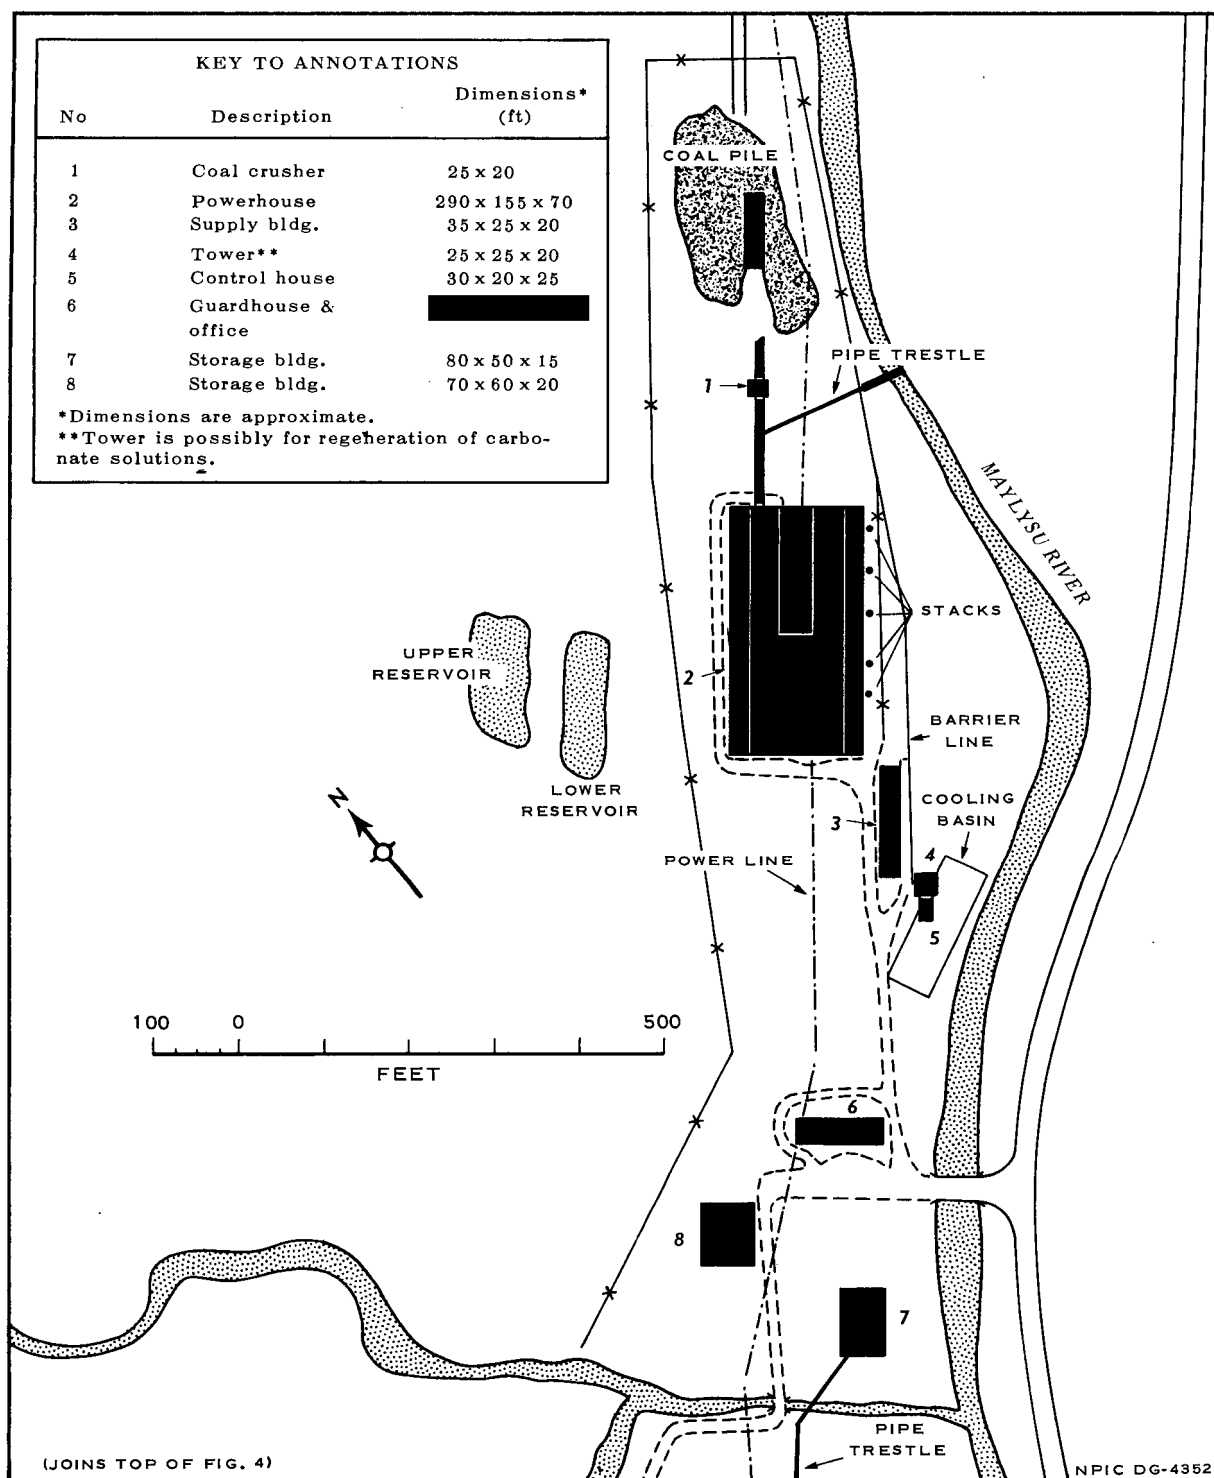 KEY TO ANNOTATIONS
No Description Dimensions* (ft)
1 Coal crusher 25 x 20
2 Powerhouse 290 x 155 x 70
3 Supply bldg. 35 x 25 x 20
4 Tower** 25 x 25 x 20
5 Control house 30 x 20 x 25
6 Guardhouse &
office
7 Storage bldg. 80 x 50 x 15
8 Storage bldg. 70 x 60 x 20
*Dimensions are approximate.
**Tower is possibly for regeneration of carbo-
nate solutions.
COAL PILE
PIPE TRESTLE
1
MAYLYSU RIVER
STACKS
UPPER
RESERVOIR
2
BARRIER
LINE
LOWER
RESERVOIR
N
COOLING
BASIN
3
POWER LINE
4
5
100 0 500
FEET
6
8
7
PIPE
TRESTLE
(JOINS TOP OF FIG. 4)
NPIC DG-4352